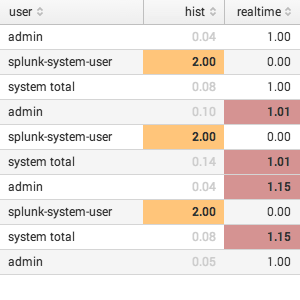 user hist realtime
admin 0.04 1.00
splunk-system-user 2.00 0.00
system total 0.08 1.00
admin 0.10 1.01
splunk-system-user 2.00 0.00
system total 0.14 1.01
admin 0.04 1.15
splunk-system-user 2.00 0.00
system total 0.08 1.15
admin 0.05 1.00